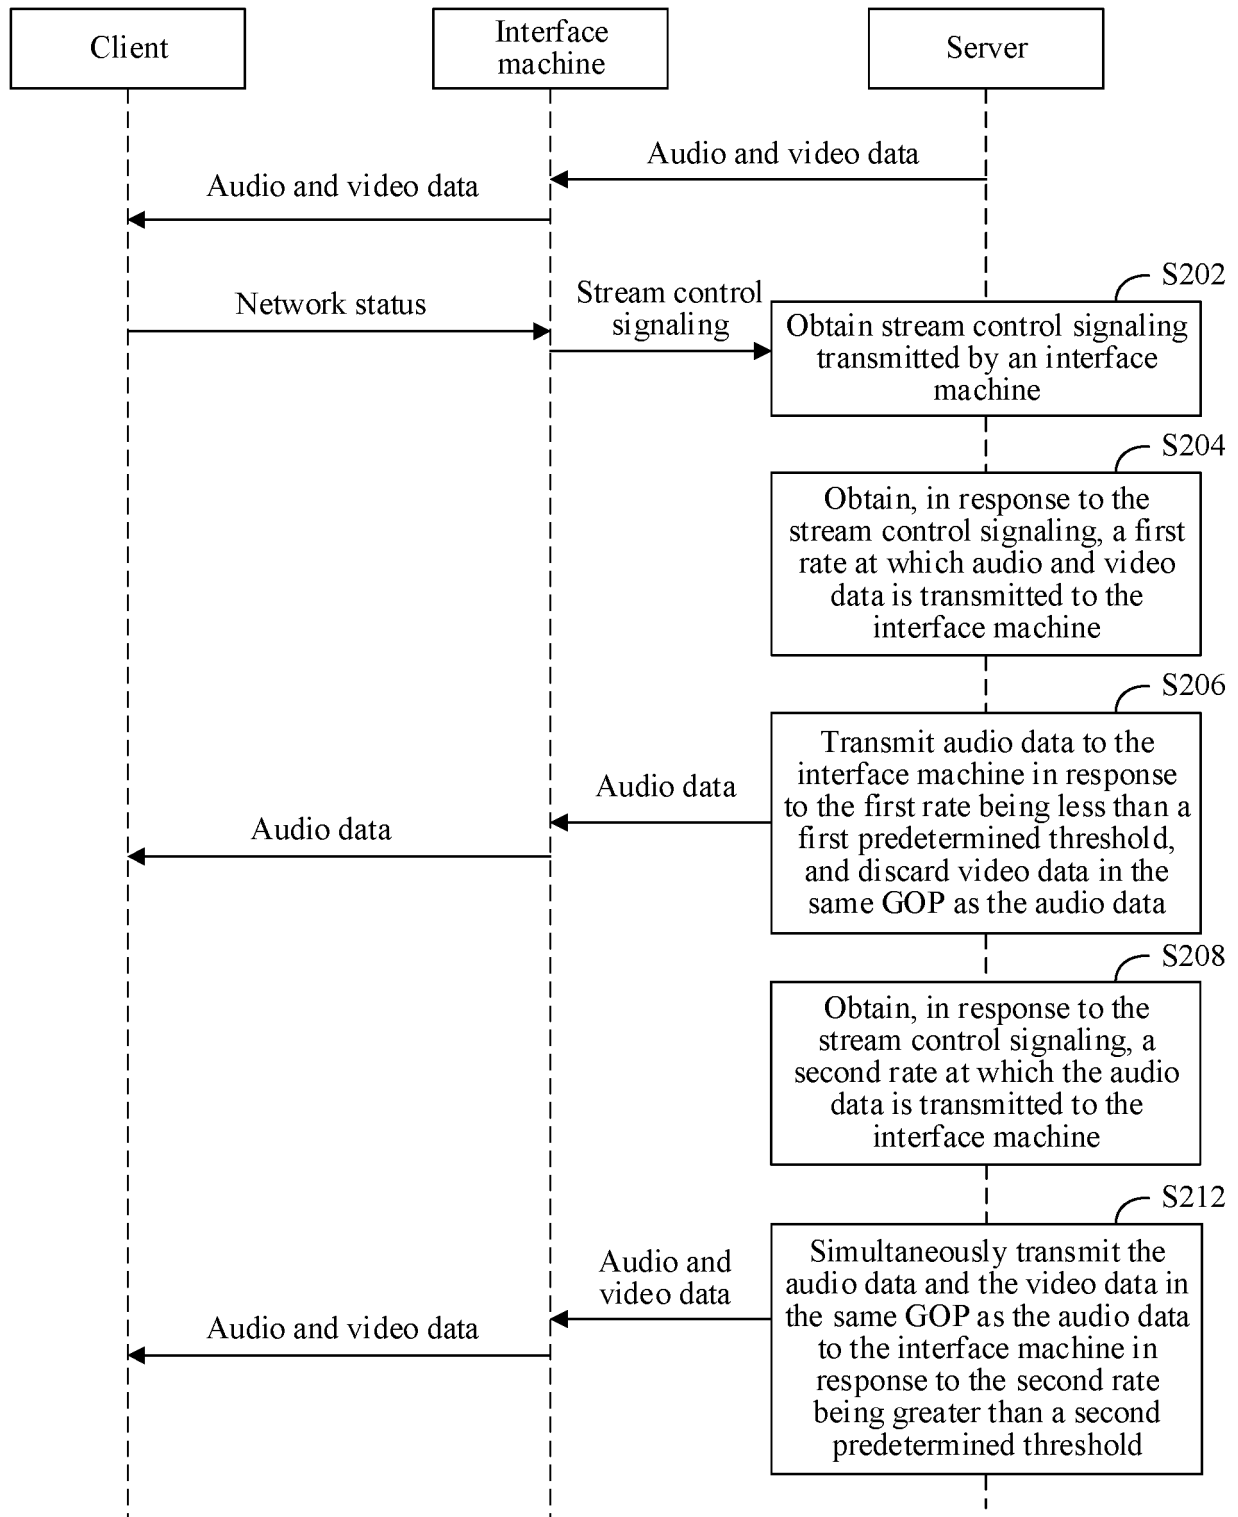 Client
Interface
machine
Server
Audio and video data
Audio and video data
Network status
Stream control
signaling
S202
Obtain stream control signaling
transmitted by an interface
machine
S204
Obtain, in response to the
stream control signaling, a first
rate at which audio and video
data is transmitted to the
interface machine
S206
Transmit audio data to the
interface machine in response
to the first rate being less than a
first predetermined threshold,
and discard video data in the
same GOP as the audio data
Audio data
Audio data
S208
Obtain, in response to the
stream control signaling, a
second rate at which the audio
data is transmitted to the
interface machine
S212
Simultaneously transmit the
audio data and the video data in
the same GOP as the audio data
to the interface machine in
response to the second rate
being greater than a second
predetermined threshold
Audio and
video data
Audio and video data